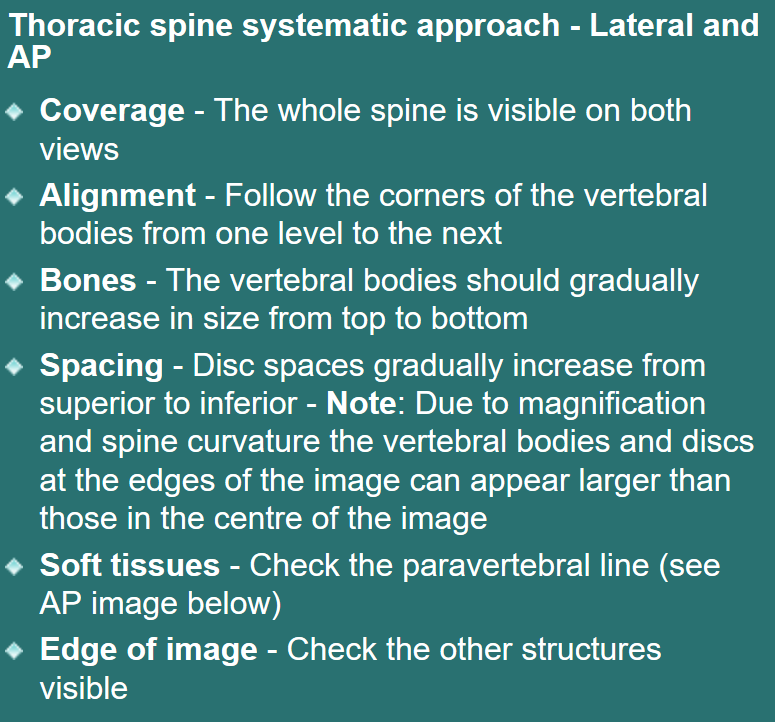 Thoracic spine systematic approach - Lateral and
AP
Coverage - The whole spine is visible on both
views
Alignment - Follow the corners of the vertebral
bodies from one level to the next
Bones - The vertebral bodies should gradually
increase in size from top to bottom
Spacing - Disc spaces gradually increase from
superior to inferior - Note: Due to magnification
and spine curvature the vertebral bodies and discs
at the edges of the image can appear larger than
those in the centre of the image
Soft tissues - Check the paravertebral line (see
AP image below)
Edge of image - Check the other structures
visible